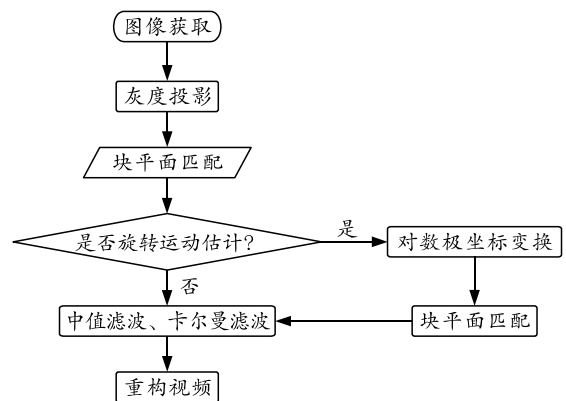 图像获取
灰度投影
块平面匹配
是否旋转运动估计?
是
对数极坐标变换
否
中值滤波、卡尔曼滤波
块平面匹配
重构视频